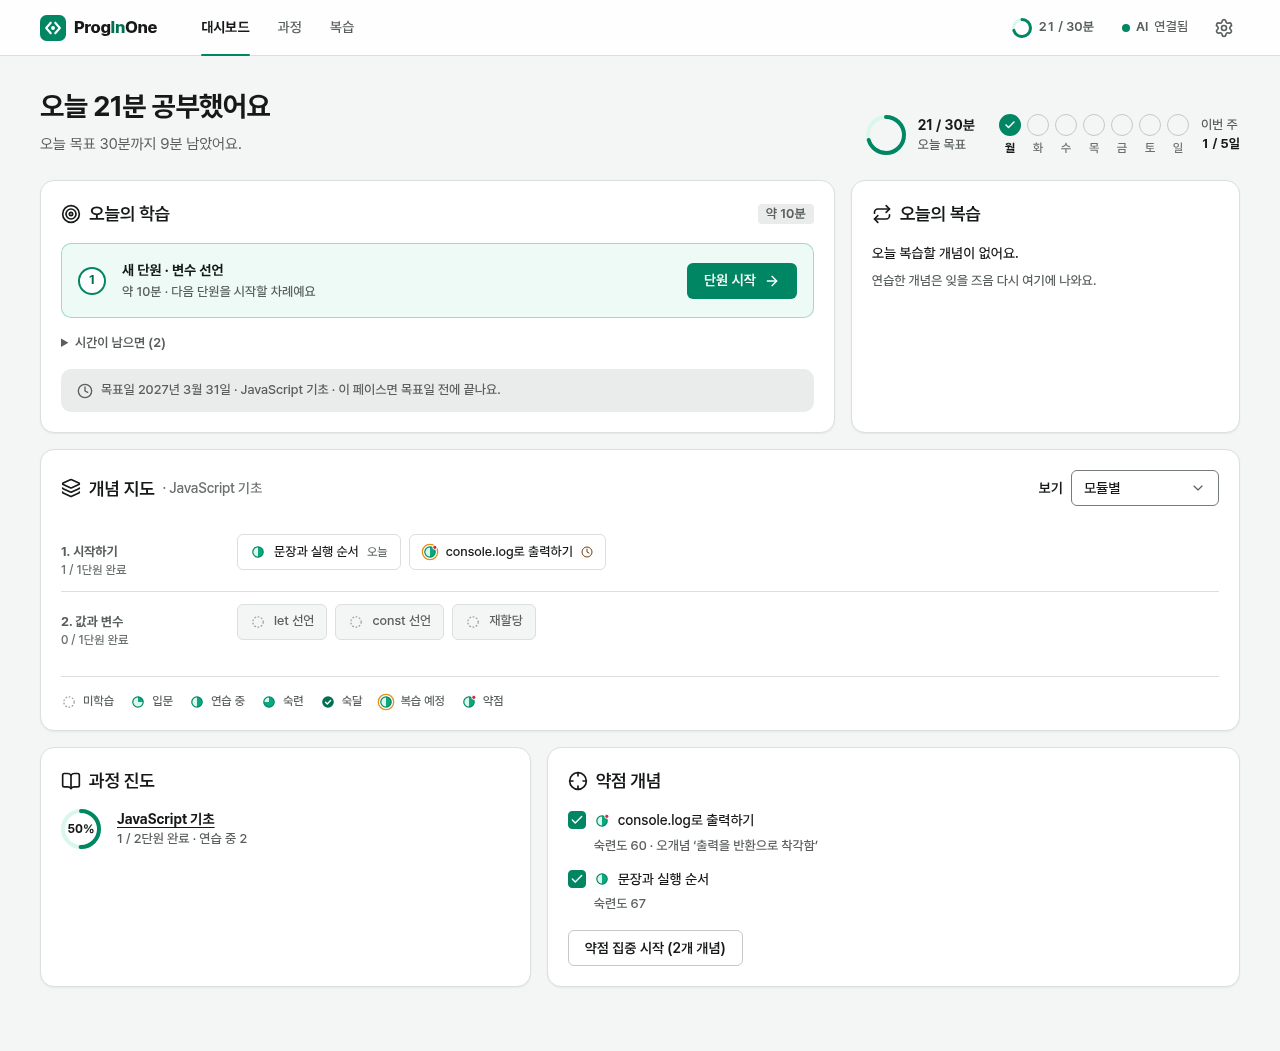 ProgInOne
대시보드
과정
복습
21 / 30분
AI 연결됨
오늘 21분 공부했어요
오늘 목표 30분까지 9분 남았어요.
21 / 30분
오늘 목표
월 화 수 목 금 토 일
이번 주
1 / 5일
오늘의 학습
약 10분
1
새 단원 · 변수 선언
약 10분 · 다음 단원을 시작할 차례예요
단원 시작
시간이 남으면 (2)
목표일 2027년 3월 31일 · JavaScript 기초 · 이 페이스면 목표일 전에 끝나요.
오늘의 복습
오늘 복습할 개념이 없어요.
연습한 개념은 잊을 즈음 다시 여기에 나와요.
개념 지도 · JavaScript 기초
보기
모듈별
1. 시작하기
1 / 1단원 완료
문장과 실행 순서 오늘
console.log로 출력하기
2. 값과 변수
0 / 1단원 완료
let 선언
const 선언
재할당
미학습
입문
연습 중
숙련
숙달
복습 예정
약점
과정 진도
50%
JavaScript 기초
1 / 2단원 완료 · 연습 중 2
약점 개념
console.log로 출력하기
숙련도 60 · 오개념 ‘출력을 반환으로 착각함’
문장과 실행 순서
숙련도 67
약점 집중 시작 (2개 개념)